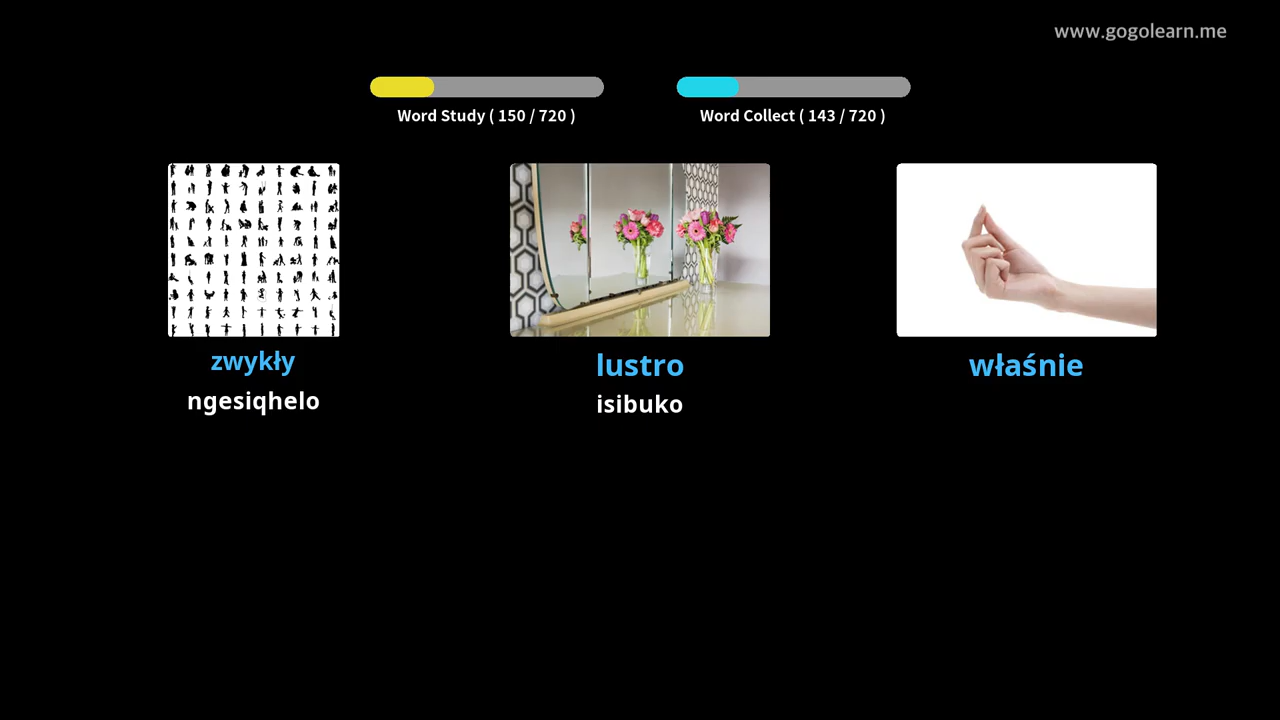 www.gogolearn.me
Word Study ( 150 / 720 )
Word Collect ( 143 / 720 )
zwykły
ngesiqhelo
lustro
isibuko
właśnie